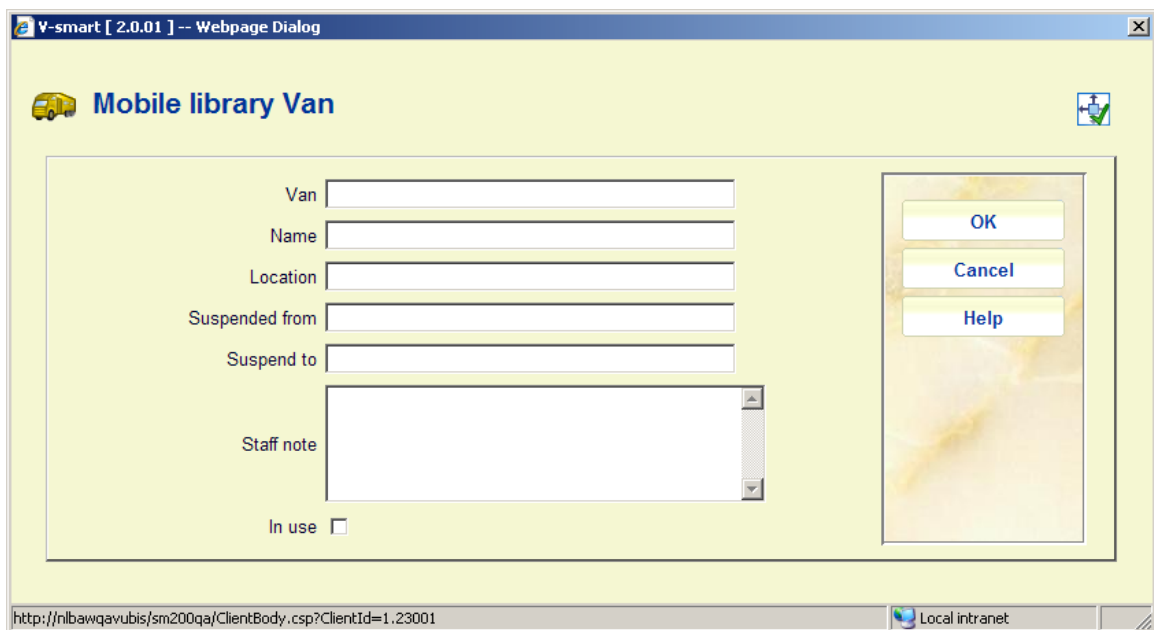 V-smart [ 2.0.01 ] -- Webpage Dialog
Mobile library Van
Van
Name
Location
Suspended from
Suspend to
Staff note
In use
OK
Cancel
Help
http://nlbawqavubis/sm200qa/ClientBody.csp?ClientId=1.23001
Local intranet